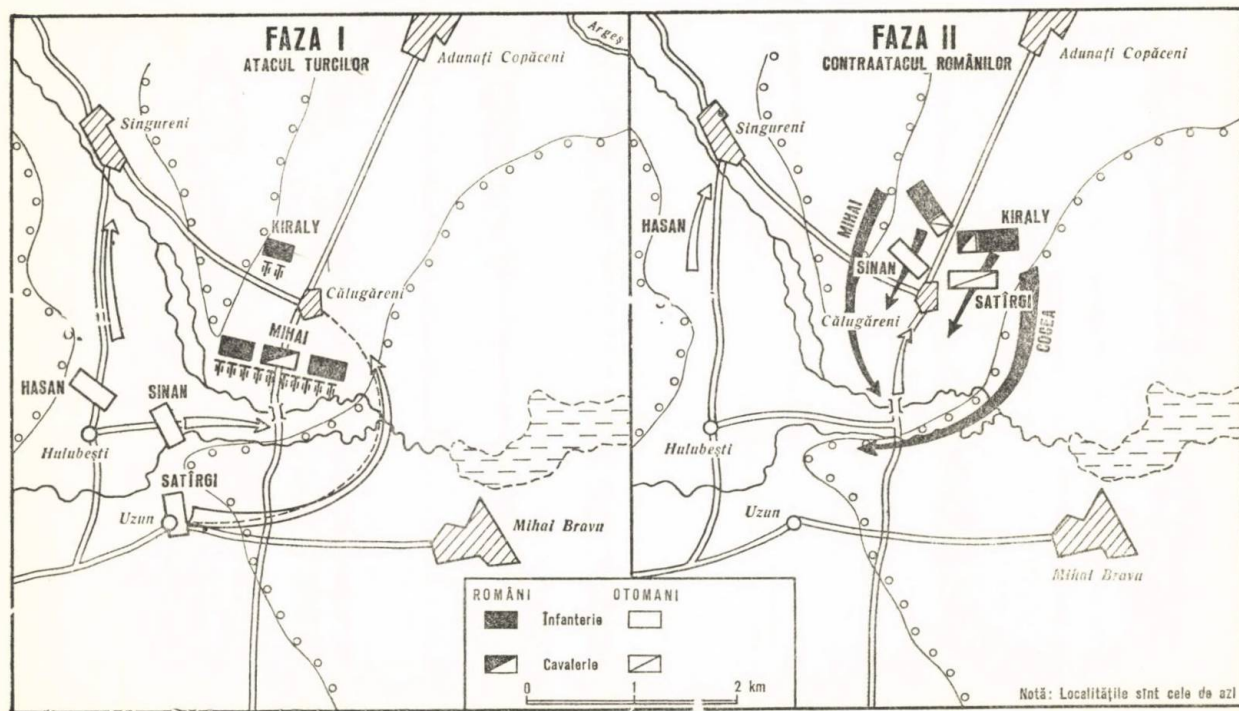 FAZA I
ATACUL TURCILOR
Argeș
Adunați Copăceni
Singureni
KIRALY
Călugăreni
MIHAI
HASAN
SINAN
Hulubești
SATÎRGI
Uzun
Mihai Bravu
FAZA II
CONTRAATACUL ROMÂNILOR
Adunați Copăceni
Singureni
MIHAI
KIRALY
HASAN
SINAN
SATÎRGI
Călugăreni
COCEA
Hulubești
Uzun
Mihai Bravu
ROMÂNI OTOMANI
Infanterie
Cavalerie
0 1 2 km
Notă: Localitățile sînt cele de azi